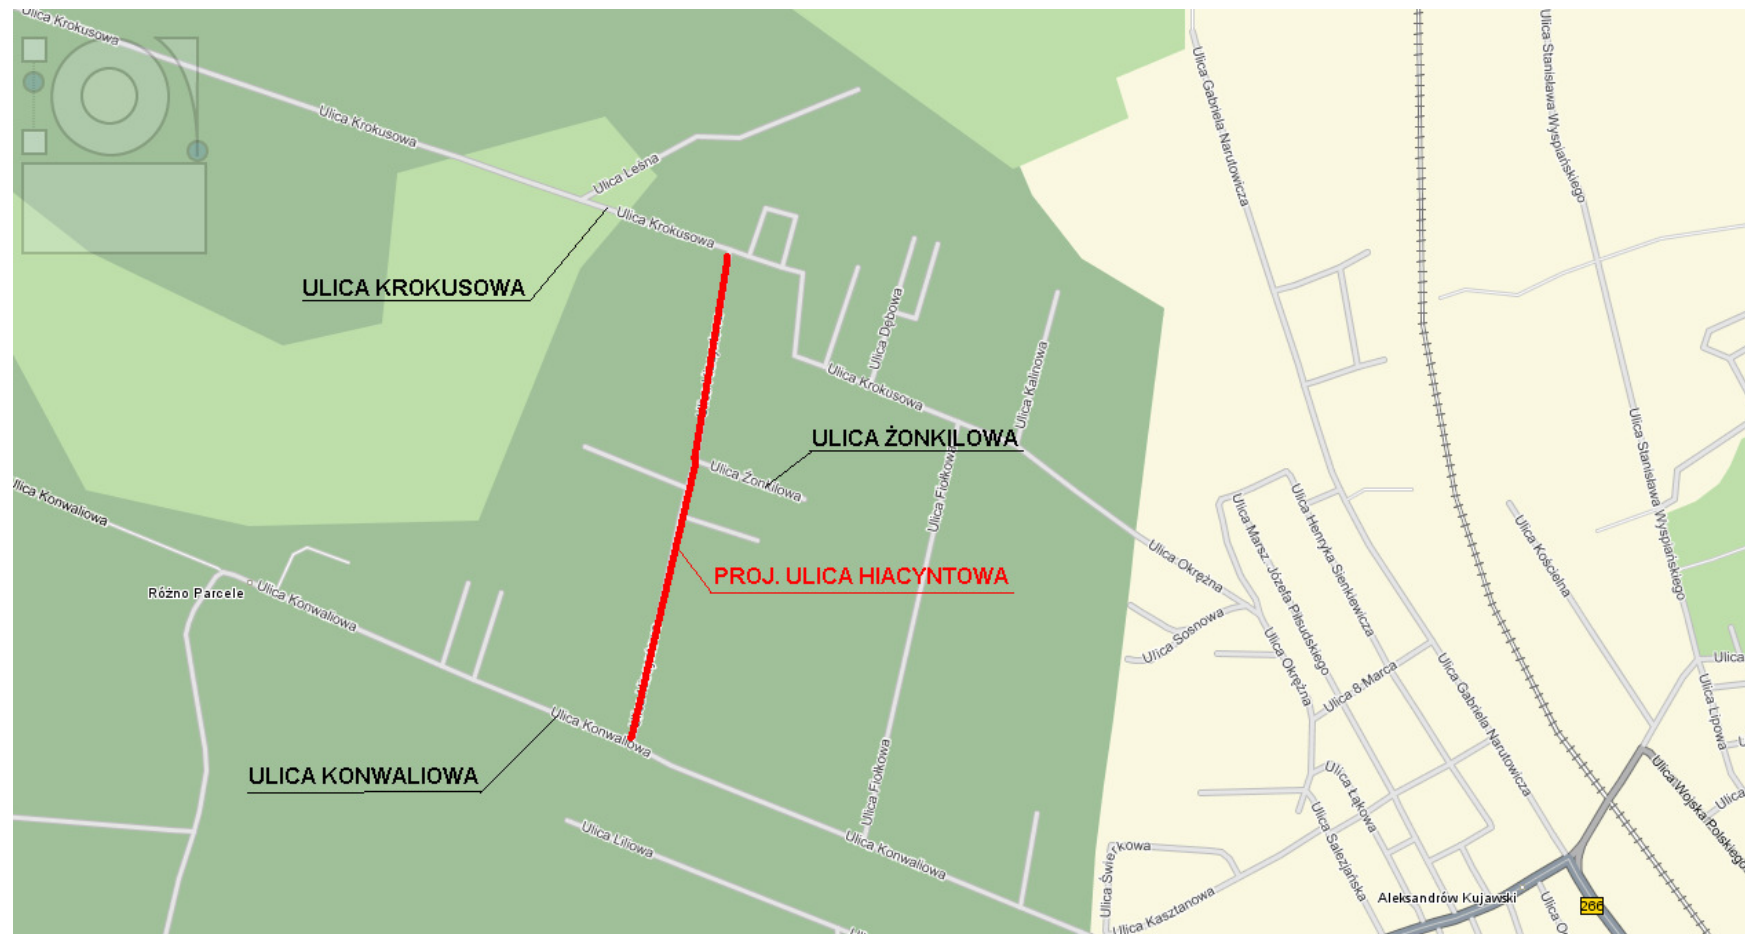 Ulica Krokusowa
Ulica Krokusowa
Ulica Leśna
Ulica Krokusowa
ULICA KROKUSOWA
Ulica Dębowa
Ulica Kalinowa
Ulica Krokusowa
ULICA ŻONKILOWA
Ulica Żonkilowa
Ulica Fiołkowa
PROJ. ULICA HIACYNTOWA
lica Konwaliowa
Różno Parcele
Ulica Konwaliowa
Ulica Konwaliowa
ULICA KONWALIOWA
Ulica Fiołkowa
Ulica Liliowa
Ulica Konwaliowa
Ulica Gabriela Narutowicza
Ulica Stanisława Wyspiańskiego
Ulica Stanisława Wyspiańskiego
Ulica Okrężna
Ulica Marsz. Józefa Piłsudskiego
Ulica Henryka Sienkiewicza
Ulica Kościelna
Ulica Sosnowa
Ulica Okrężna
Ulica 8 Marca
Ulica Gabriela Narutowicza
Ulica
Ulica Lipowa
Ulica Łąkowa
Ulica Salezjańska
Ulica Wojska Polskiego
Ulica
Ulica Świerkowa
Ulica Kasztanowa
Aleksandrów Kujawski
266